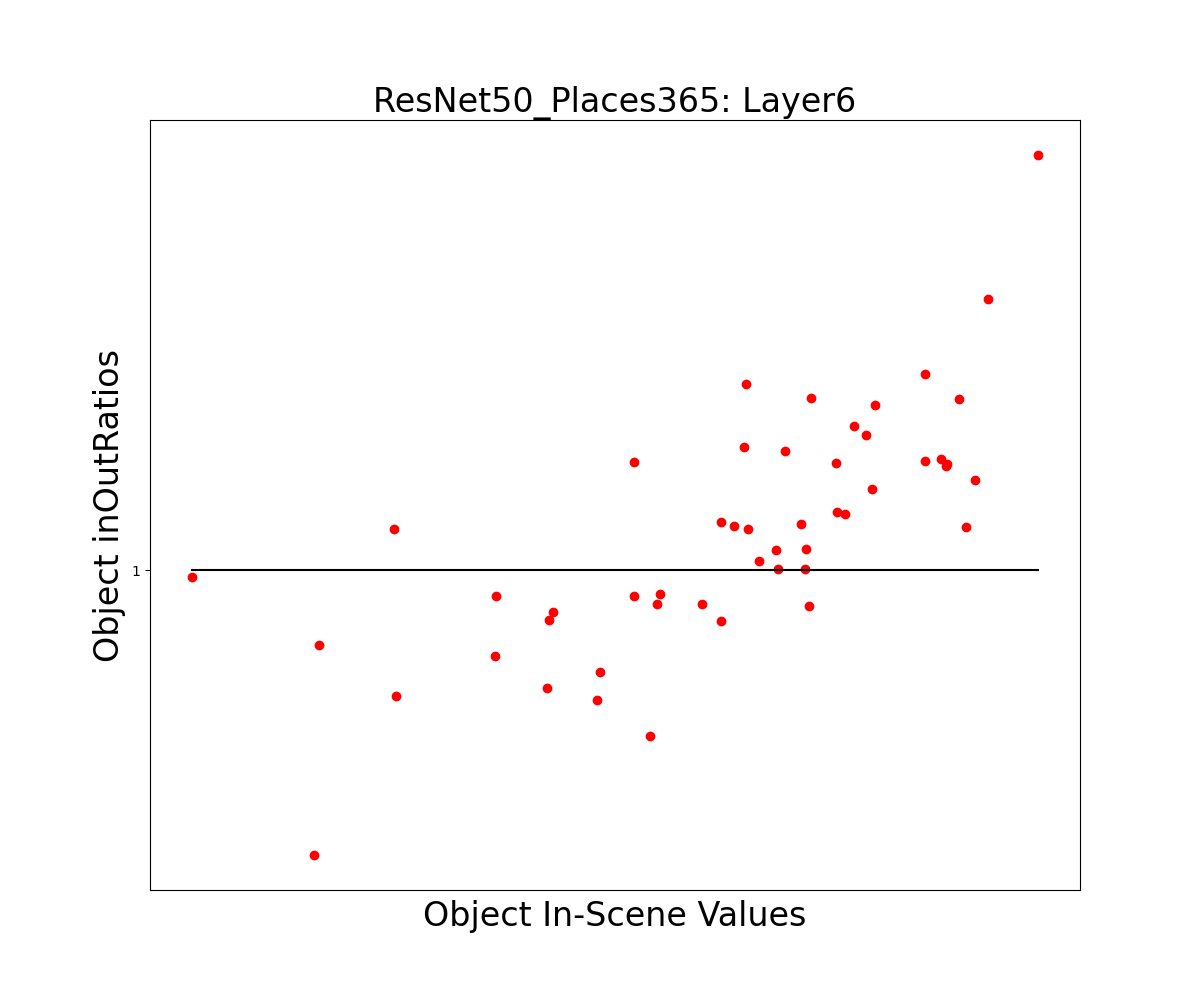 ResNet50_Places365: Layer6
Object inOutRatios
1
Object In-Scene Values